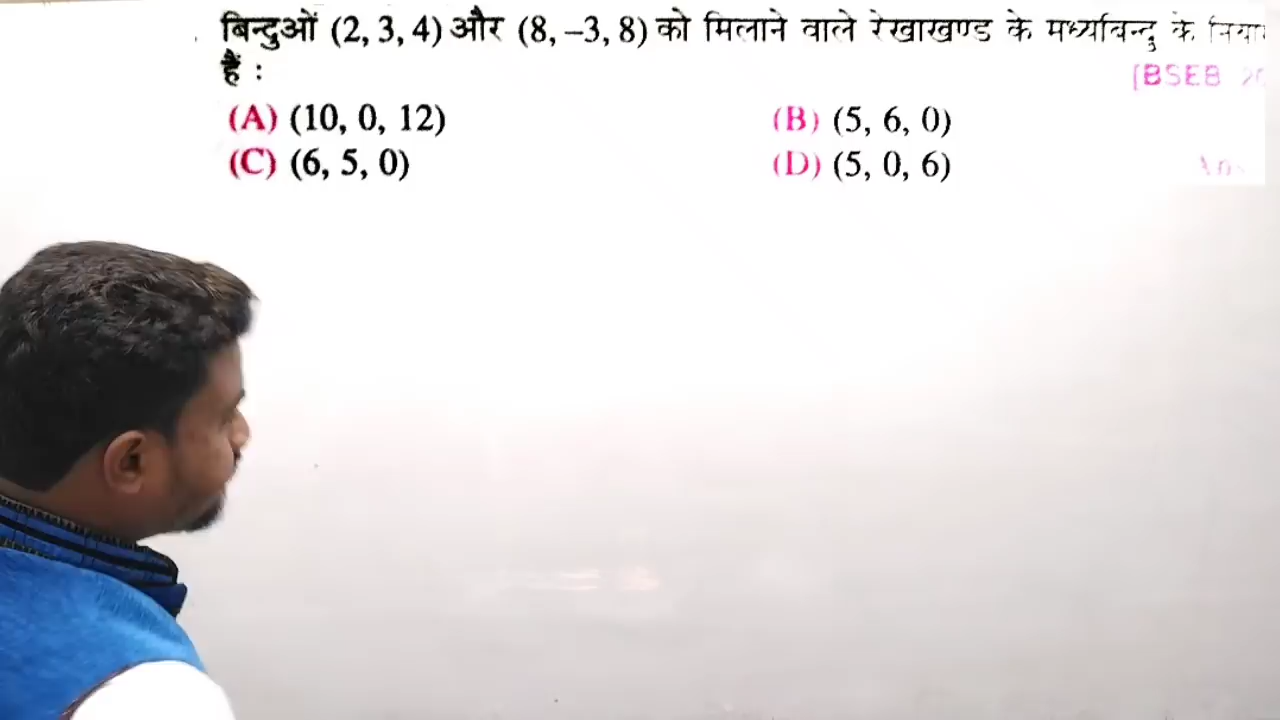 बिन्दुओं (2, 3, 4) और (8, –3, 8) को मिलाने वाले रेखाखण्ड के मध्यबिन्दु के
हैं :
[BSEB
(A) (10, 0, 12)
(B) (5, 6, 0)
(C) (6, 5, 0)
(D) (5, 0, 6)